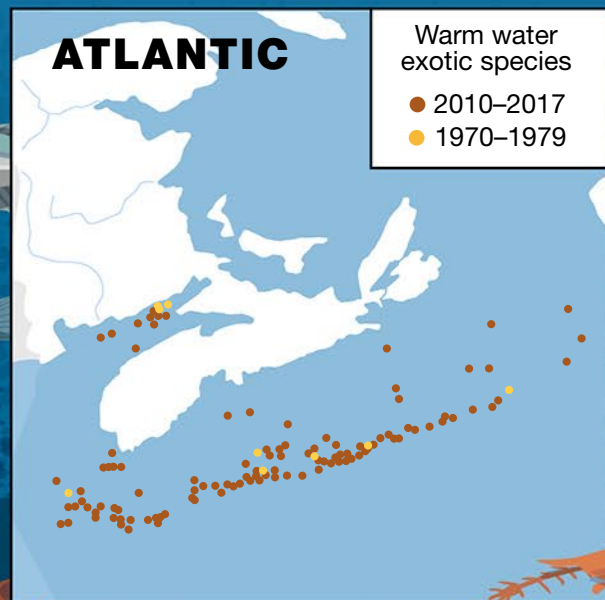 ATLANTIC
Warm water
exotic species
2010–2017
1970–1979